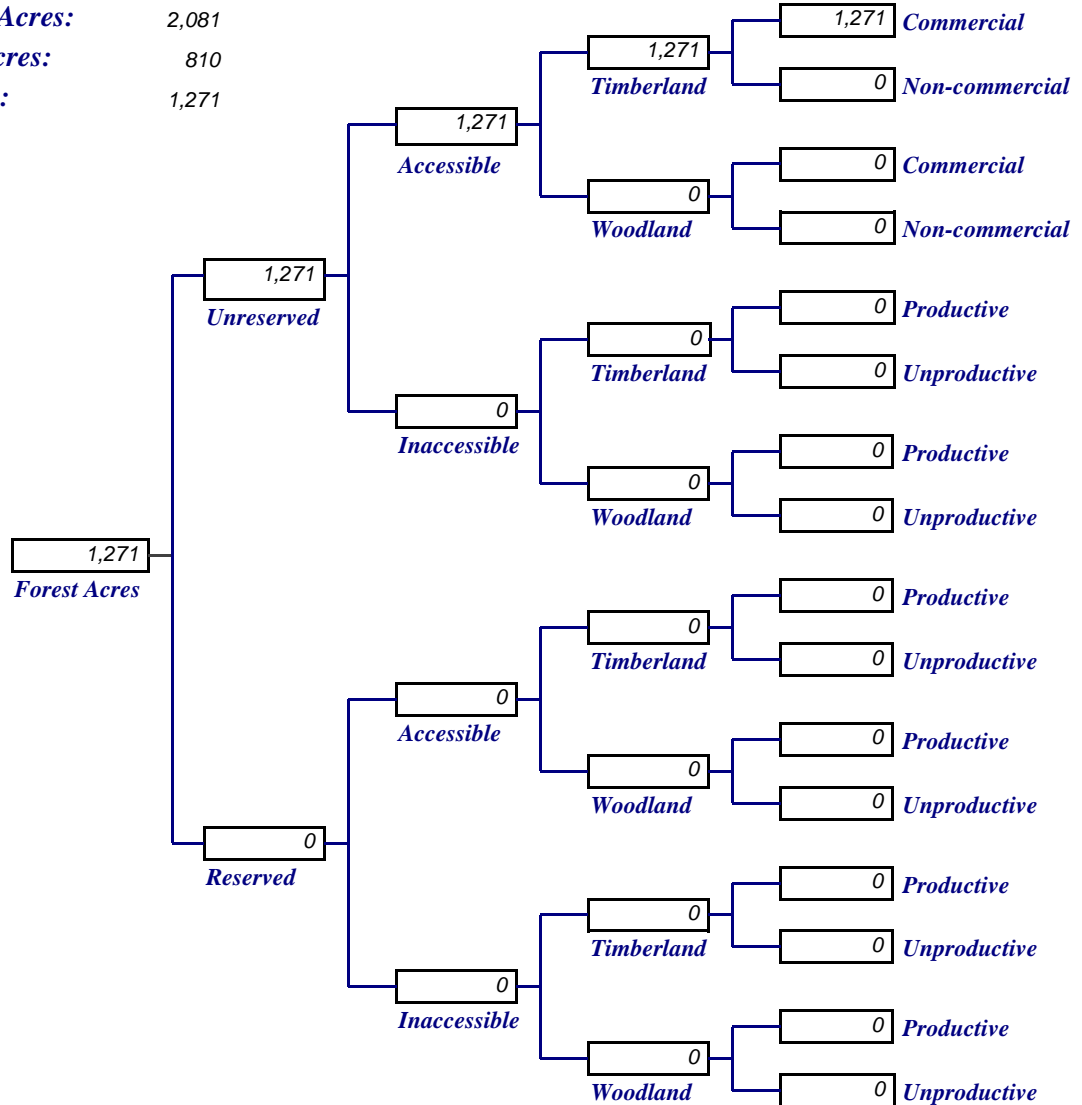 Acres: 2,081
cres: 810
: 1,271
1,271 Commercial
1,271
Timberland
0 Non-commercial
1,271
Accessible
0 Commercial
0
Woodland
0 Non-commercial
1,271
Unreserved
0 Productive
0
Timberland
0 Unproductive
0
Inaccessible
0 Productive
0
Woodland
0 Unproductive
1,271
Forest Acres
0 Productive
0
Timberland
0 Unproductive
0
Accessible
0 Productive
0
Woodland
0 Unproductive
0
Reserved
0 Productive
0
Timberland
0 Unproductive
0
Inaccessible
0 Productive
0
Woodland
0 Unproductive